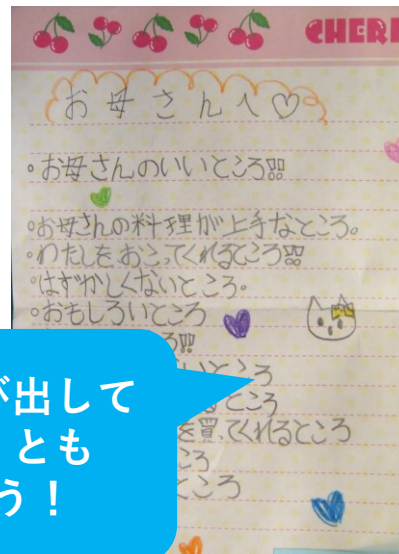 CHER
お母さんへ♡
。お母さんのいいところ!!
。お母さんの料理が上手なところ。
。わたしをおこってくれるところ!!
。はずかしくないところ。
。おもしろいところ
ろ!!
いところ
るところ
を買ってくれるところ
ころ
ところ
が出して
とも
う！